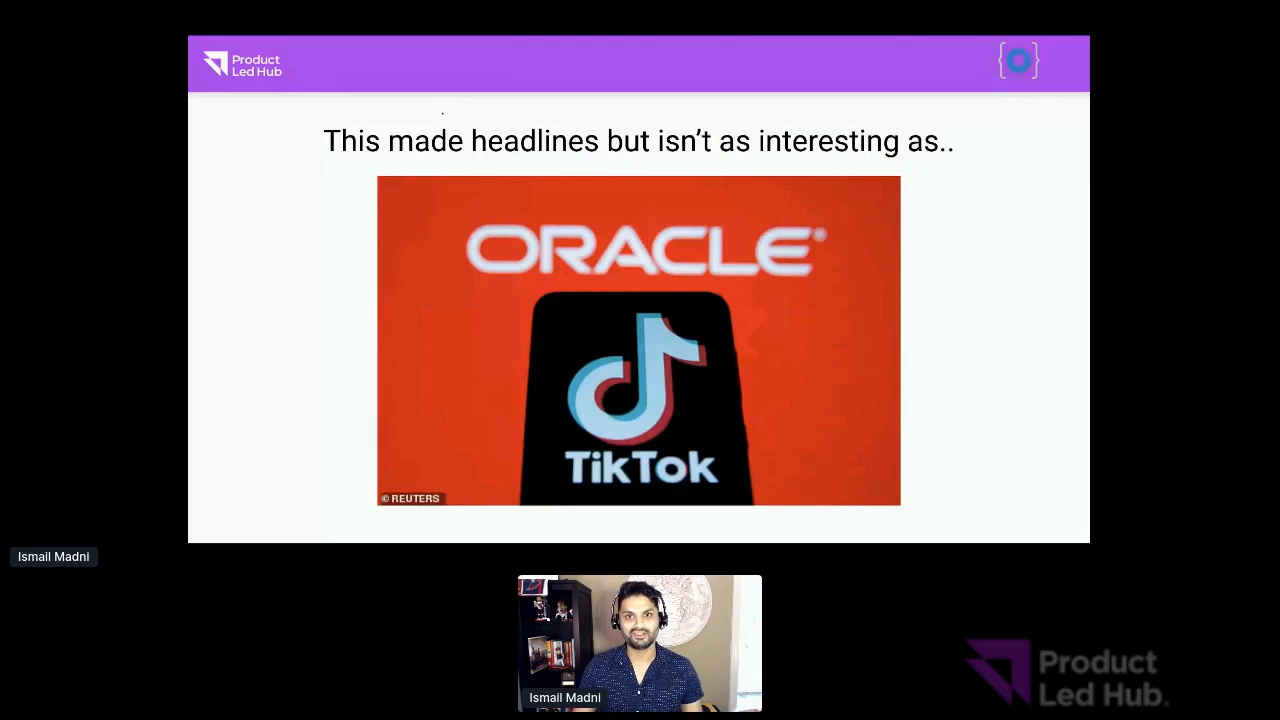 Product
Led Hub
This made headlines but isn't as interesting as..
ORACLE®
TikTok
© REUTERS
Ismail Madni
Ismail Madni
Product
Led Hub.